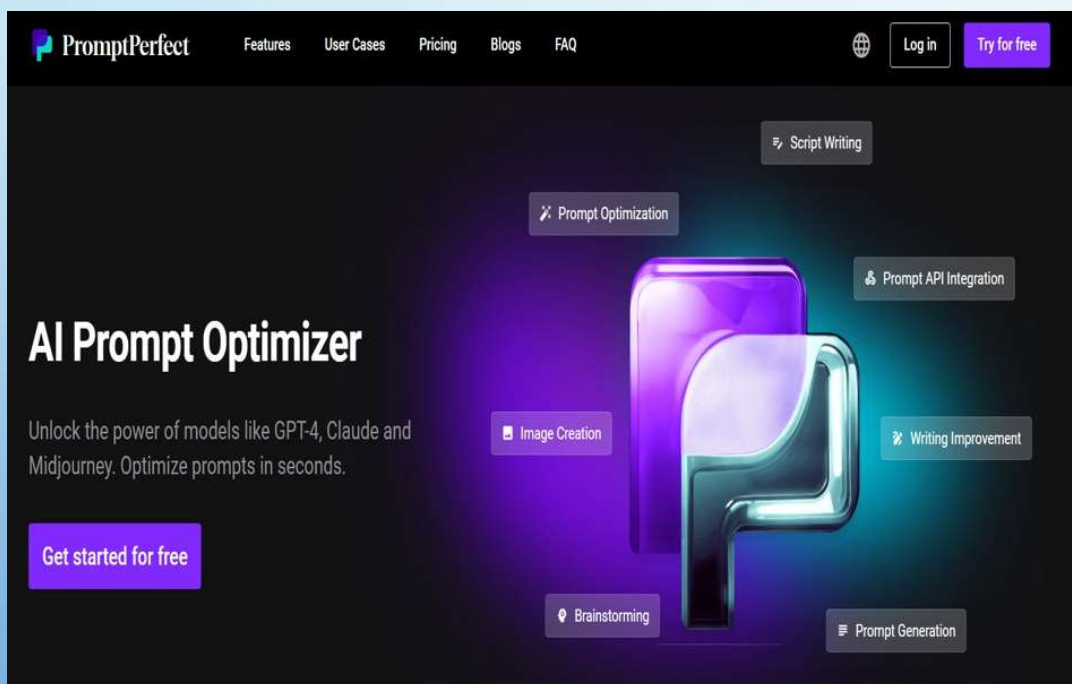 PromptPerfect Features User Cases Pricing Blogs FAQ Log in Try for free
Script Writing
Prompt Optimization
Prompt API Integration
AI Prompt Optimizer
Unlock the power of models like GPT-4, Claude and
Midjourney. Optimize prompts in seconds.
Image Creation
Writing Improvement
Get started for free
Brainstorming
Prompt Generation